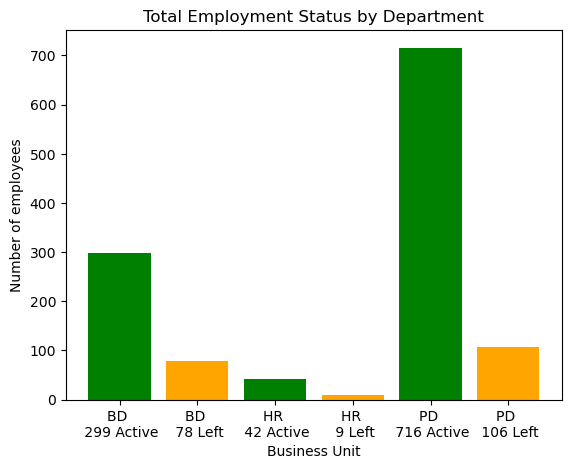 Total Employment Status by Department
Number of employees
700
600
500
400
300
200
100
0
BD BD HR HR PD PD
299 Active 78 Left 42 Active 9 Left 716 Active 106 Left
Business Unit